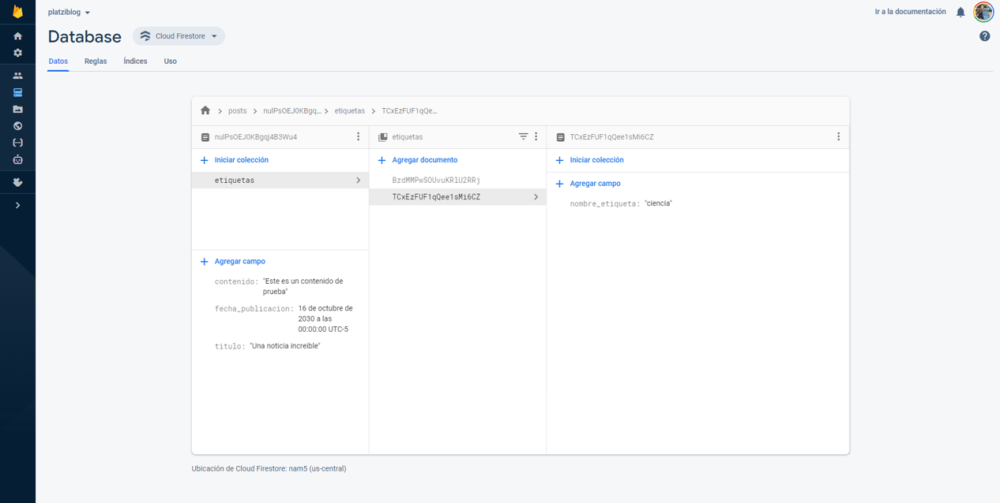 platziblog
Ir a la documentación
Database
Cloud Firestore
Datos
Reglas
Índices
Uso
posts
nulPsOEJ0KBgq...
etiquetas
TCxEzFUF1qQe...
nulPsOEJ0KBgqj4B3Wu4
Iniciar colección
etiquetas
Agregar campo
contenido: "Este es un contenido de
prueba"
fecha_publicacion: 16 de octubre de
2030 a las
00:00:00 UTC-5
titulo: "Una noticia increible"
etiquetas
Agregar documento
BzdMMPwSOUvuKRlU2RRj
TCxEzFUF1qQee1sMi6CZ
TCxEzFUF1qQee1sMi6CZ
Iniciar colección
Agregar campo
nombre_etiqueta: "ciencia"
Ubicación de Cloud Firestore: nam5 (us-central)